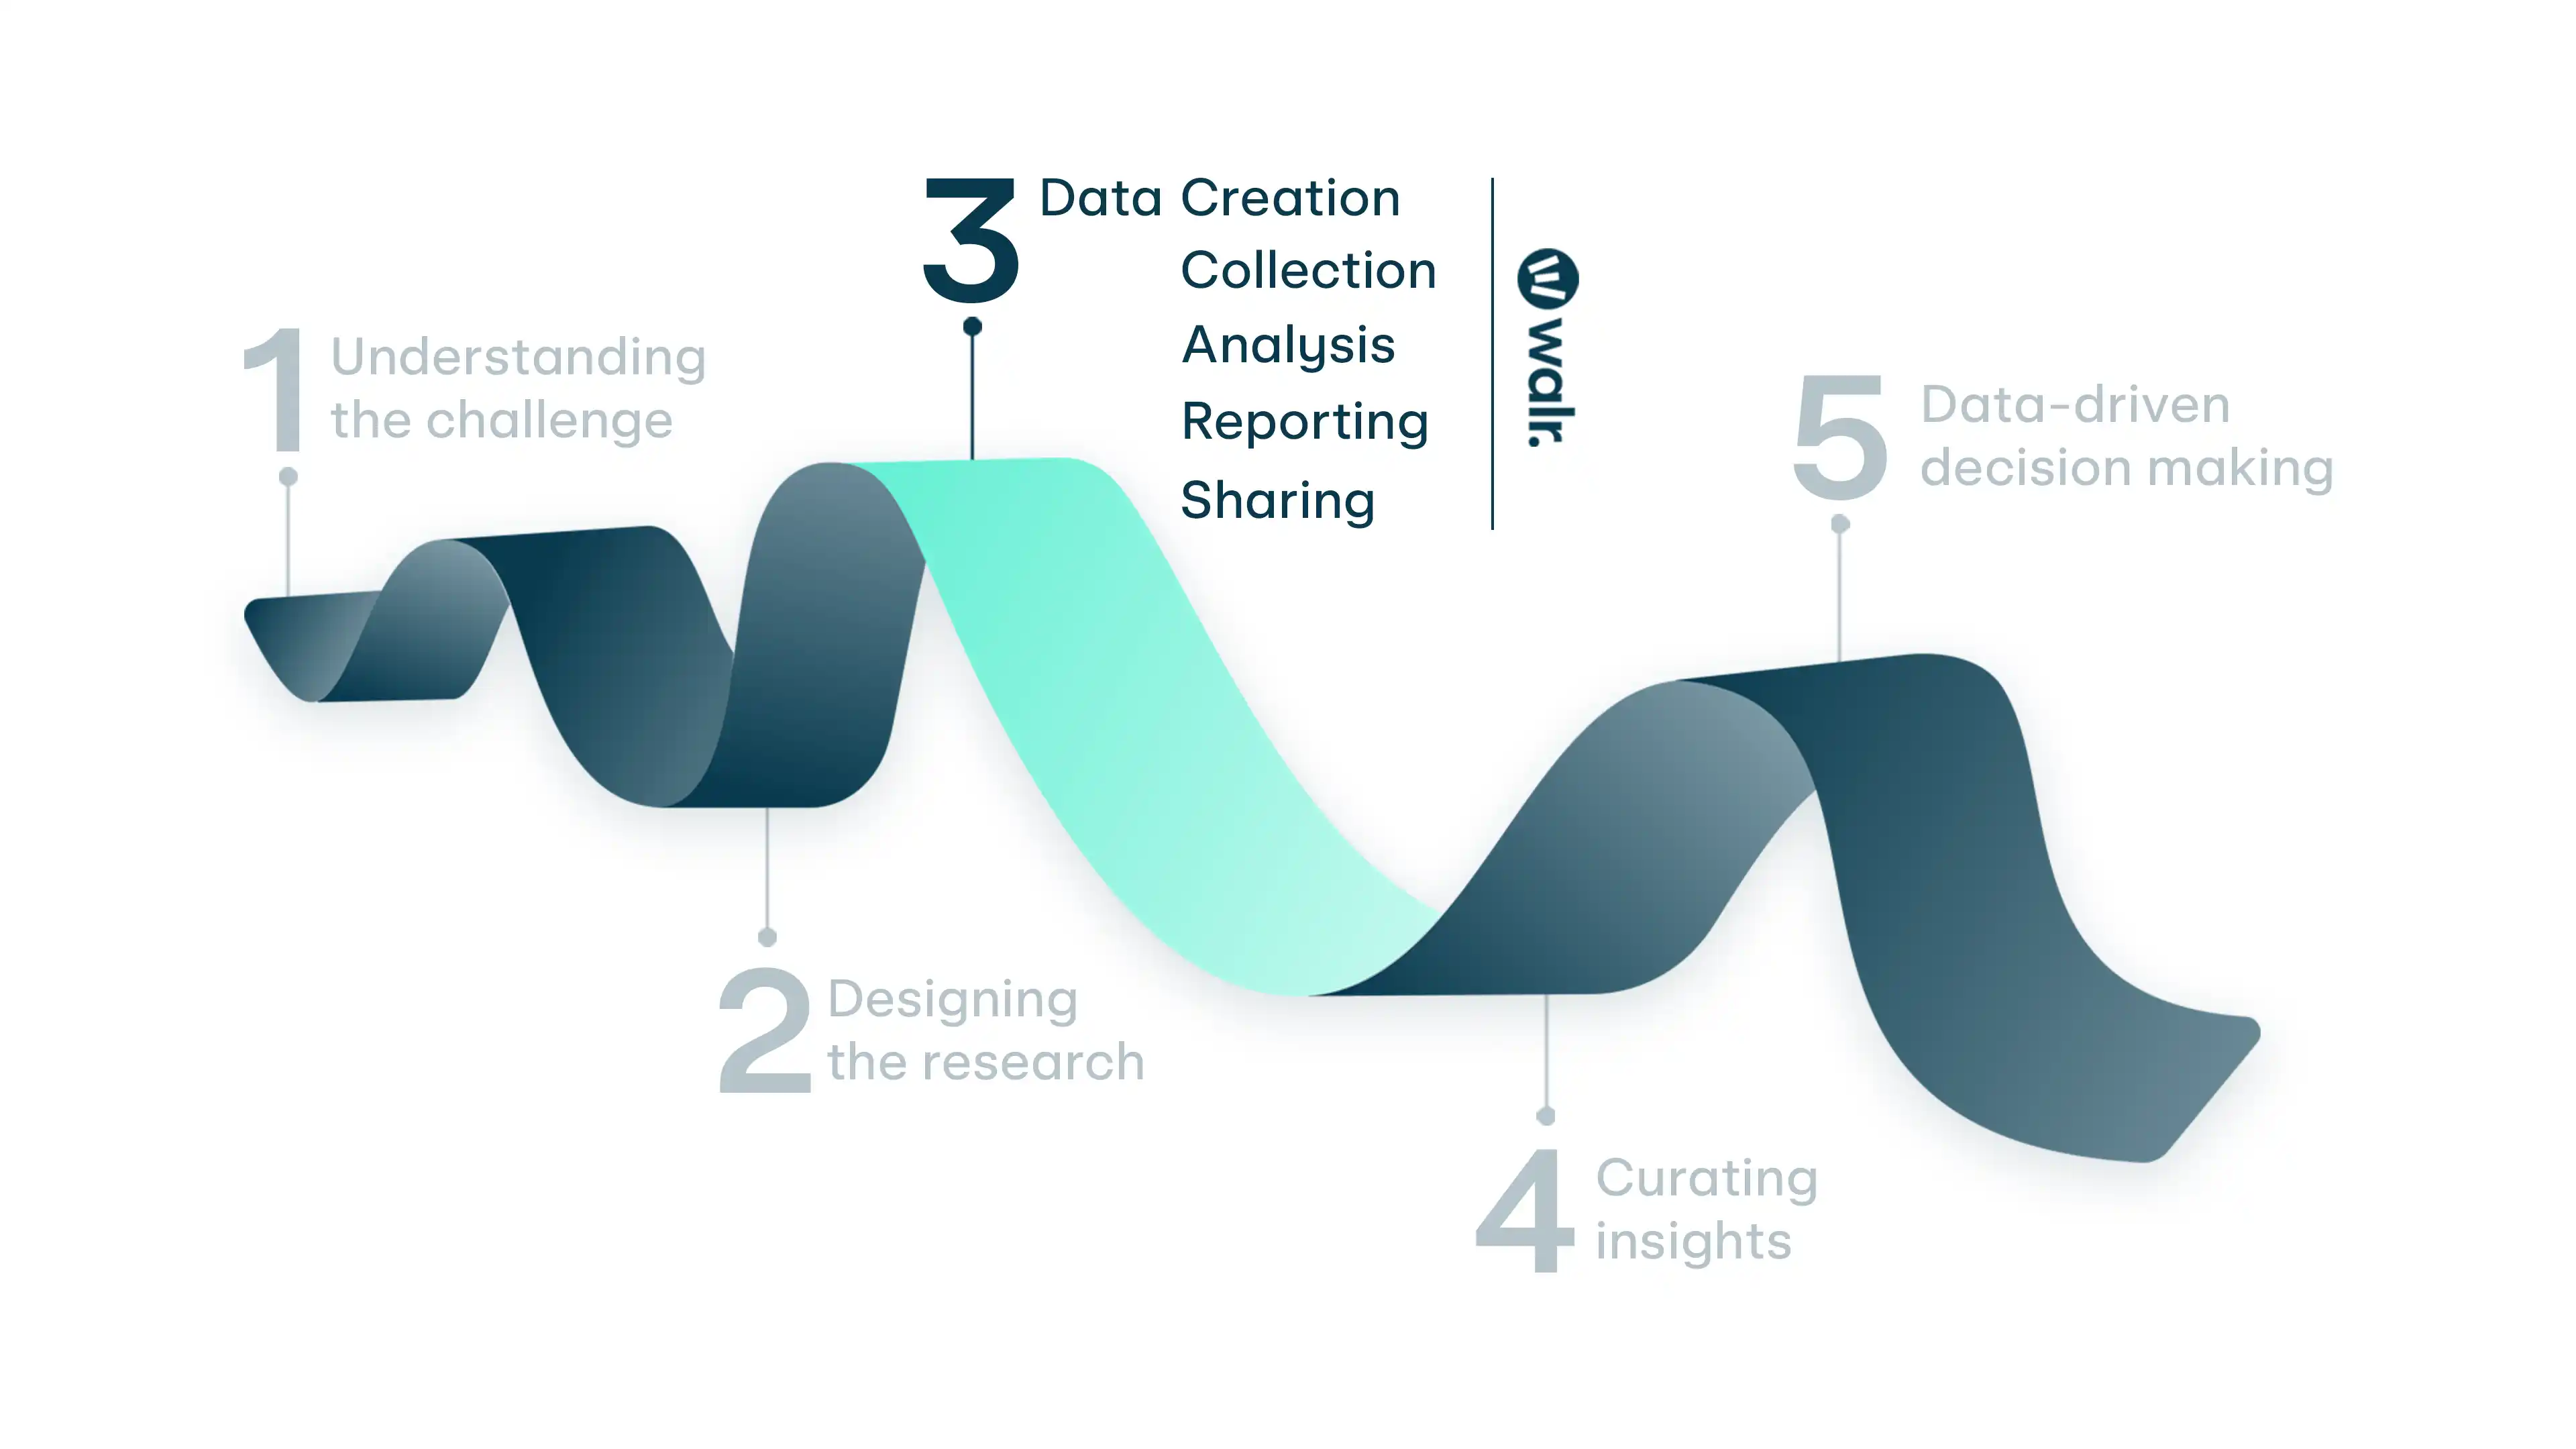 1 Understanding
the challenge
2 Designing
the research
3 Data Creation
Collection
Analysis
Reporting
Sharing
walr.
4 Curating
insights
5 Data-driven
decision making